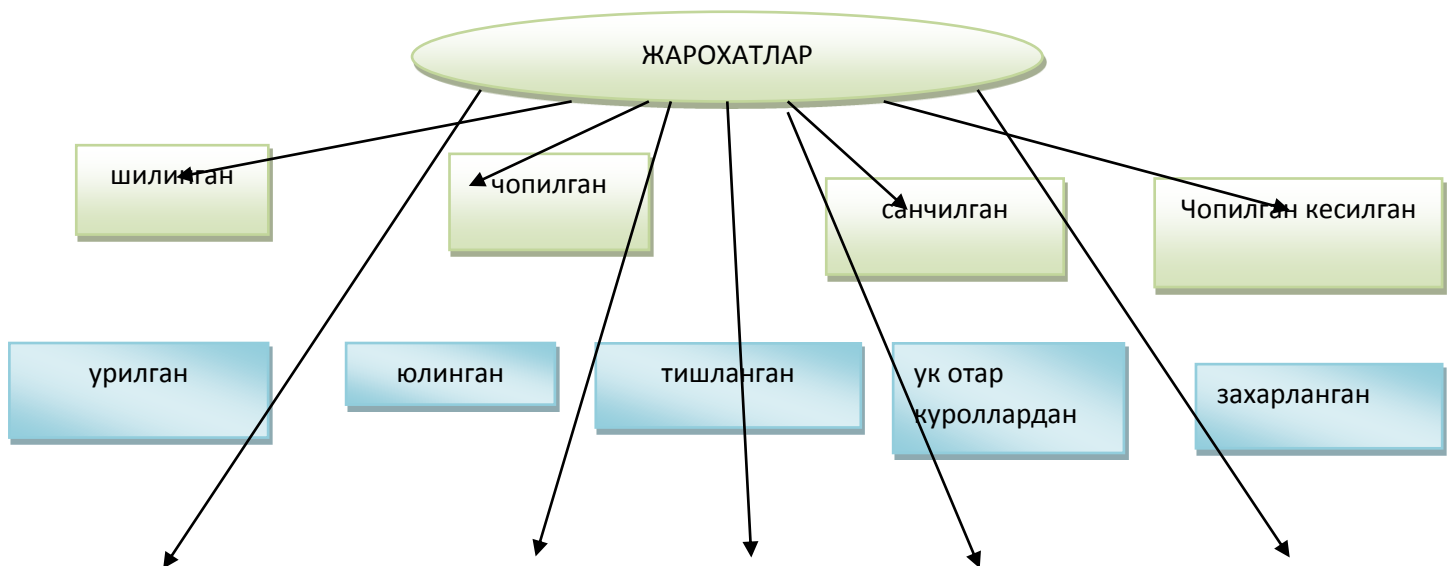 ЖАРОХАТЛАР
шилинган
чопилган
санчилган
Чопилган кесилган
урилган
юлинган
тишланган
ук отар
куроллардан
захарланган